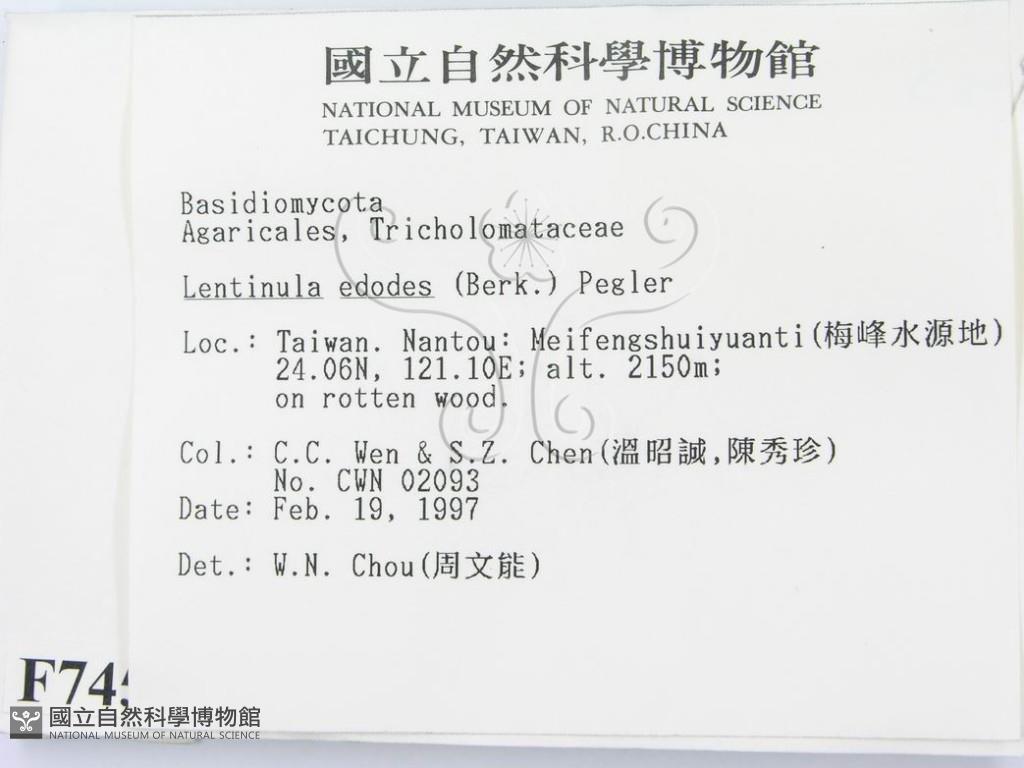 國立自然科學博物館
NATIONAL MUSEUM OF NATURAL SCIENCE
TAICHUNG, TAIWAN, R.O.CHINA
Basidiomycota
Agaricales, Tricholomataceae
Lentinula edodes (Berk.) Pegler
Loc.: Taiwan. Nantou: Meifengshuiyuanti(梅峰水源地)
24.06N, 121.10E; alt. 2150m;
on rotten wood.
Col.: C.C. Wen & S.Z. Chen(溫昭誠,陳秀珍)
No. CWN 02093
Date: Feb. 19, 1997
Det.: W.N. Chou(周文能)
國立自然科學博物館
NATIONAL MUSEUM OF NATURAL SCIENCE